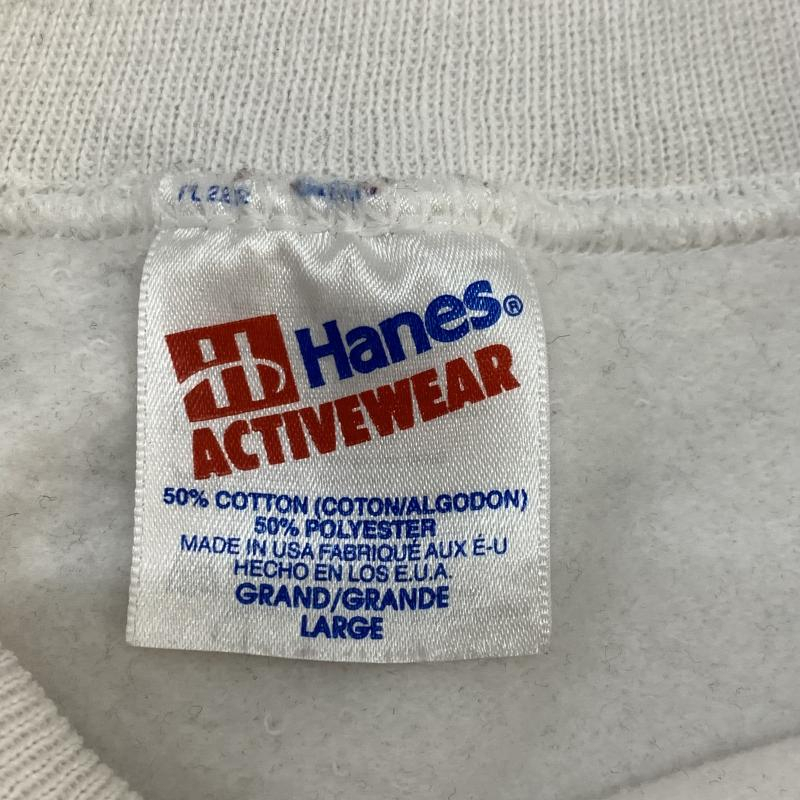 Hanes®
ACTIVEWEAR
50% COTTON (COTON/ALGODON)
50% POLYESTER
MADE IN USA FABRIQUÉ AUX É-U
HECHO EN LOS E.U.A.
GRAND/GRANDE
LARGE